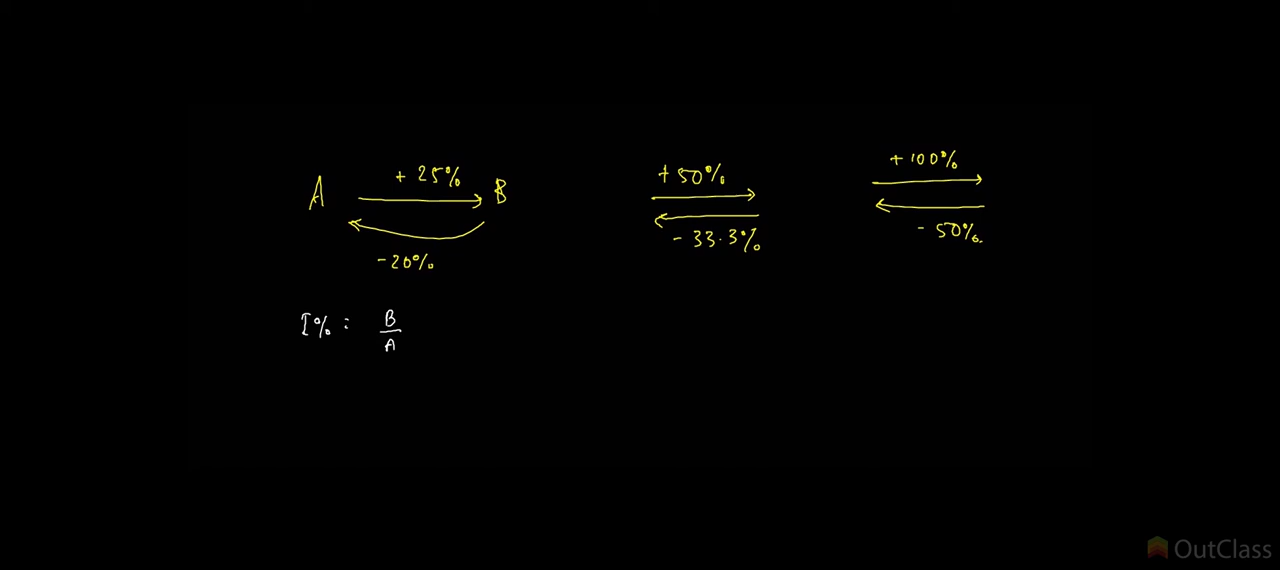 + 100%
+ 25% + 50%
A B
- 50%.
- 33.3%
- 20%
I% : B/A
OutClass